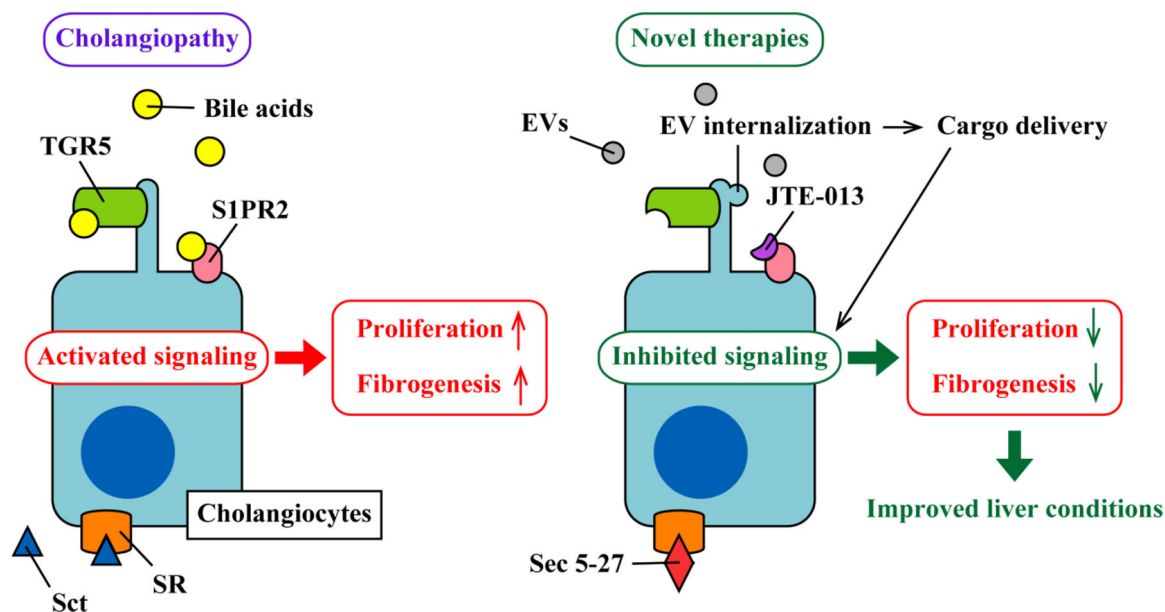 Cholangiopathy
Bile acids
TGR5
S1PR2
Activated signaling
Proliferation ↑
Fibrogenesis ↑
Cholangiocytes
SR
Sct
Novel therapies
EVs
EV internalization
Cargo delivery
JTE-013
Inhibited signaling
Proliferation ↓
Fibrogenesis ↓
Improved liver conditions
Sec 5-27